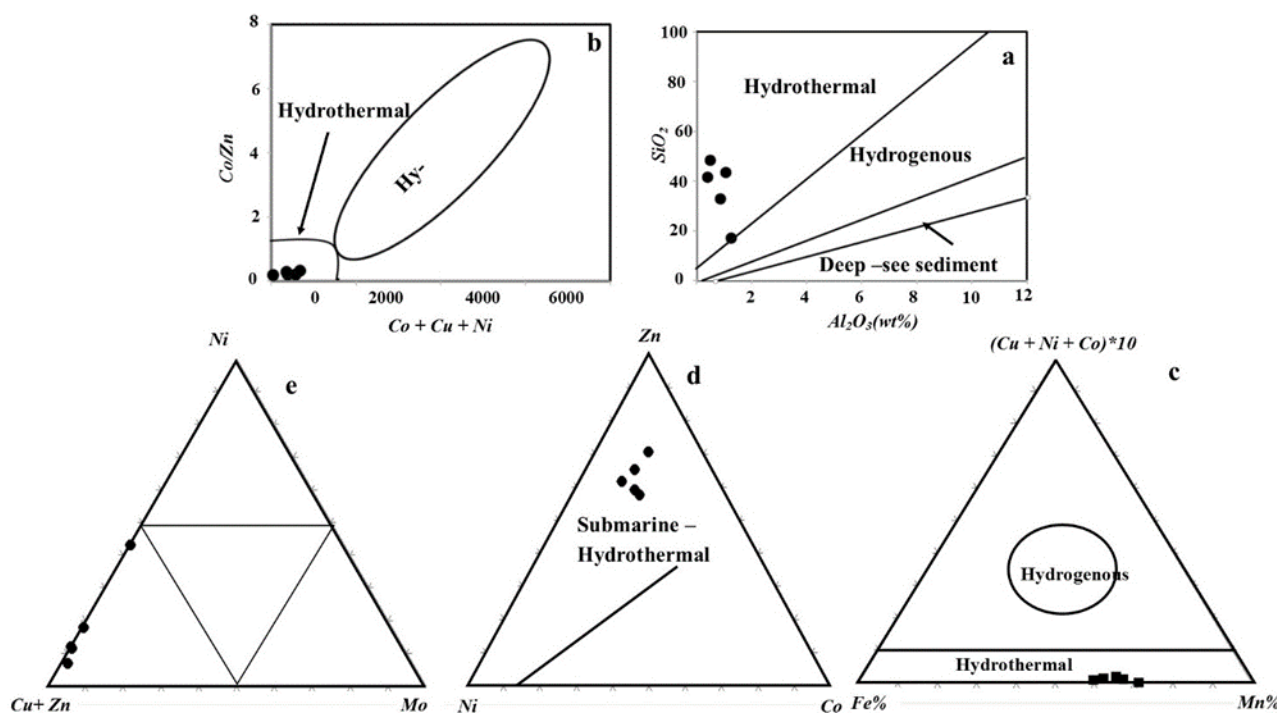 b
8
6
4
2
0
Co/Zn
Hydrothermal
Hy-
0 2000 4000 6000
Co + Cu + Ni
a
100
80
60
40
20
0
SiO₂
Hydrothermal
Hydrogenous
Deep –see sediment
2 4 6 8 10 12
Al₂O₃(wt%)
Ni
e
Cu+ Zn
Mo
Zn
d
Submarine –
Hydrothermal
Ni
Co
(Cu + Ni + Co)*10
c
Hydrogenous
Hydrothermal
Fe%
Mn%